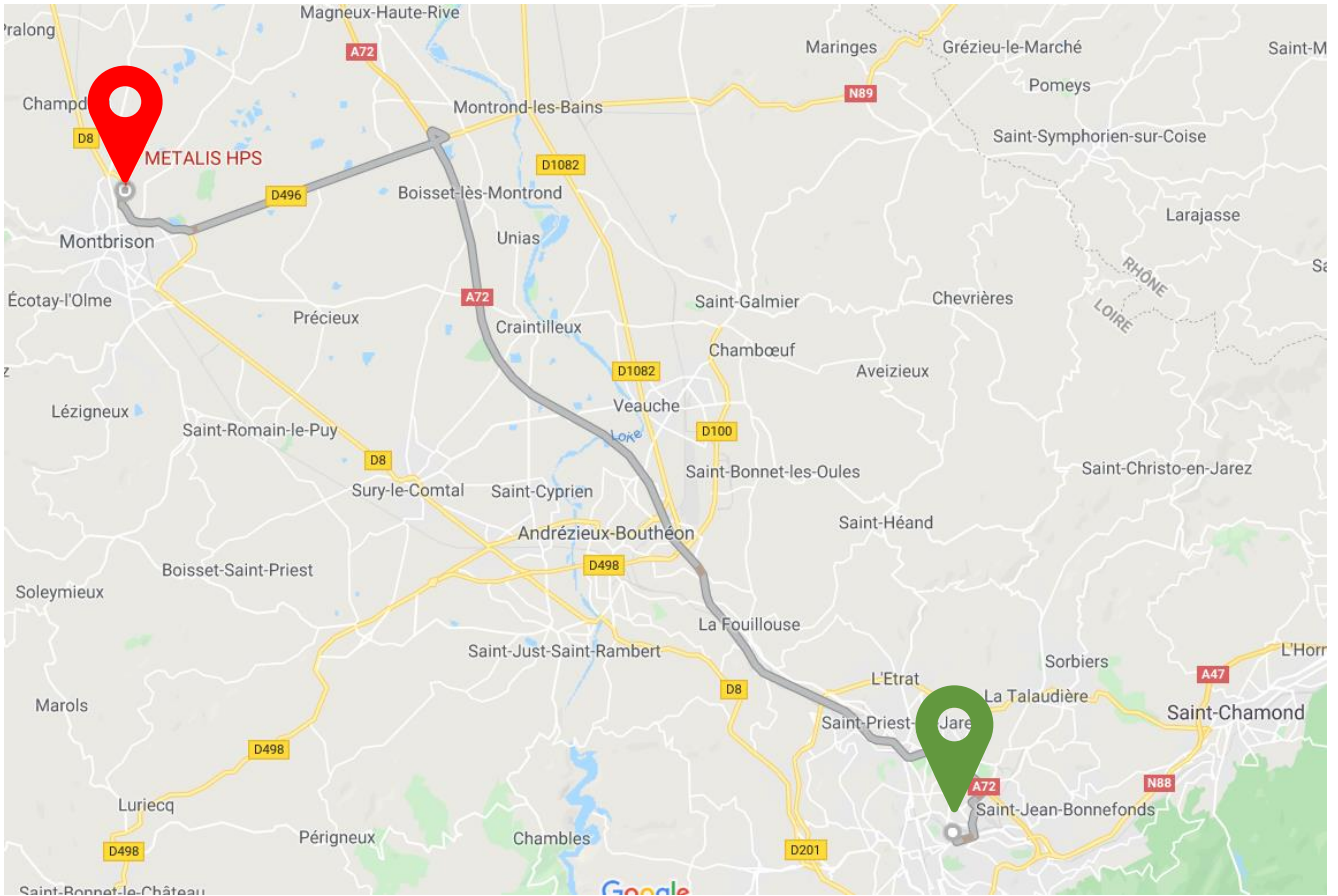 Magneux-Haute-Rive
Pralong
A72
Maringes
Grézieu-le-Marché
Saint-M
Pomeys
N89
Champd
Montrond-les-Bains
D8
Saint-Symphorien-sur-Coise
METALIS HPS
D1082
D496
Boisset-lès-Montrond
Larajasse
Montbrison
Unias
RHÔNE
LOIRE
Écotay-l'Olme
A72
Saint-Galmier
Chevrières
Précieux
Craintilleux
Chambœuf
D1082
Aveizieux
Lézigneux
Veauche
Saint-Romain-le-Puy
Loire
D100
D8
Saint-Bonnet-les-Oules
Saint-Christo-en-Jarez
Sury-le-Comtal
Saint-Cyprien
Saint-Héand
Andrézieux-Bouthéon
D498
Boisset-Saint-Priest
Soleymieux
La Fouillouse
Saint-Just-Saint-Rambert
L'Horr
Sorbiers
L'Etrat
A47
D8
La Talaudière
Marols
Saint-Priest-
Jare
Saint-Chamond
D498
A72
N88
Luriecq
Saint-Jean-Bonnefonds
Périgneux
Chambles
D498
D201
Saint-Bonnet-le-Château
Google